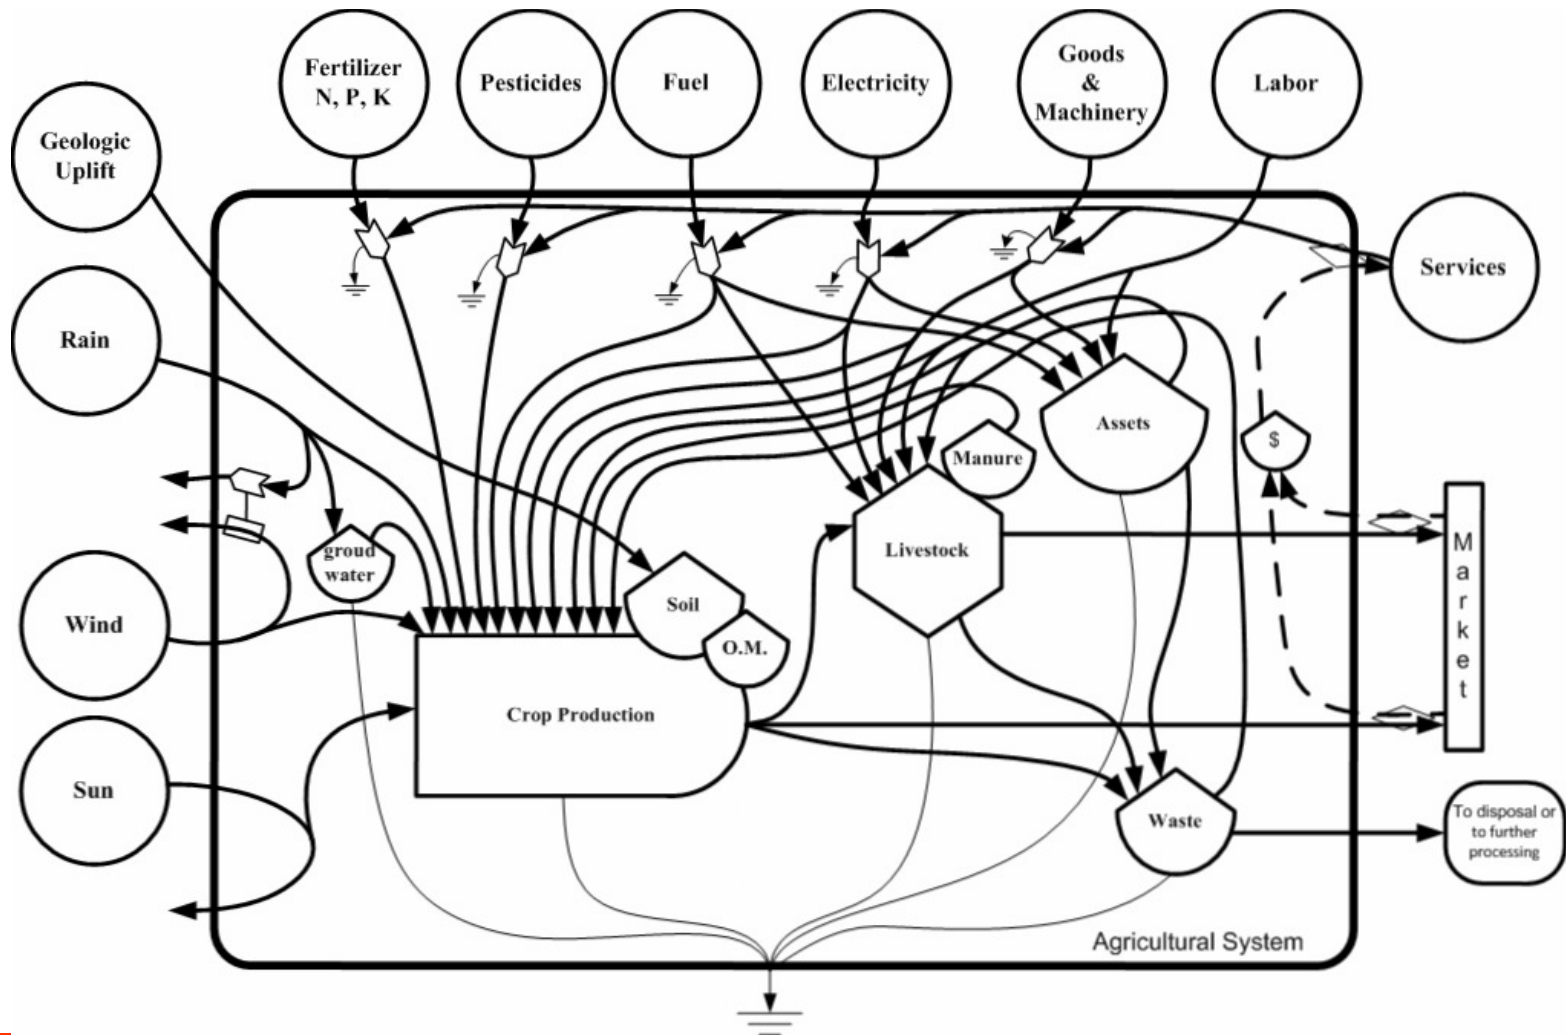 Fertilizer
N, P, K
Pesticides
Fuel
Electricity
Goods
&
Machinery
Labor
Geologic
Uplift
Services
Rain
$
Assets
Manure
Market
Livestock
groud
water
Soil
O.M.
Wind
Crop Production
Sun
Waste
To disposal or
to further
processing
Agricultural System